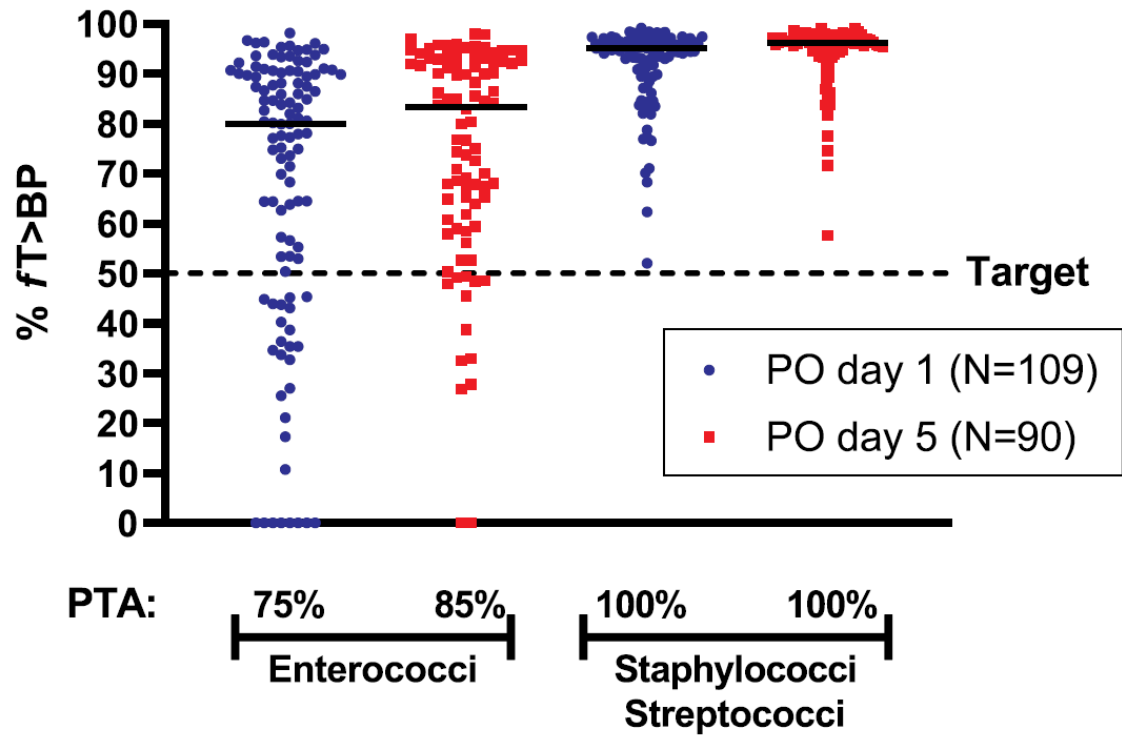 100
90
80
70
60
50
40
30
20
10
0
% fT>BP
Target
PO day 1 (N=109)
PO day 5 (N=90)
PTA: 75% 85% 100% 100%
Enterococci Staphylococci
Streptococci